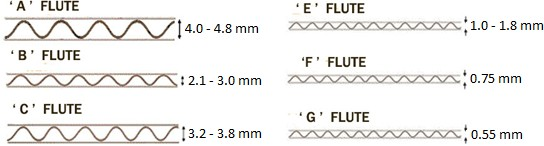 ‘A’ FLUTE
4.0 - 4.8 mm
‘B’ FLUTE
2.1 - 3.0 mm
‘C’ FLUTE
3.2 - 3.8 mm
‘E’ FLUTE
1.0 - 1.8 mm
‘F’ FLUTE
0.75 mm
‘G’ FLUTE
0.55 mm